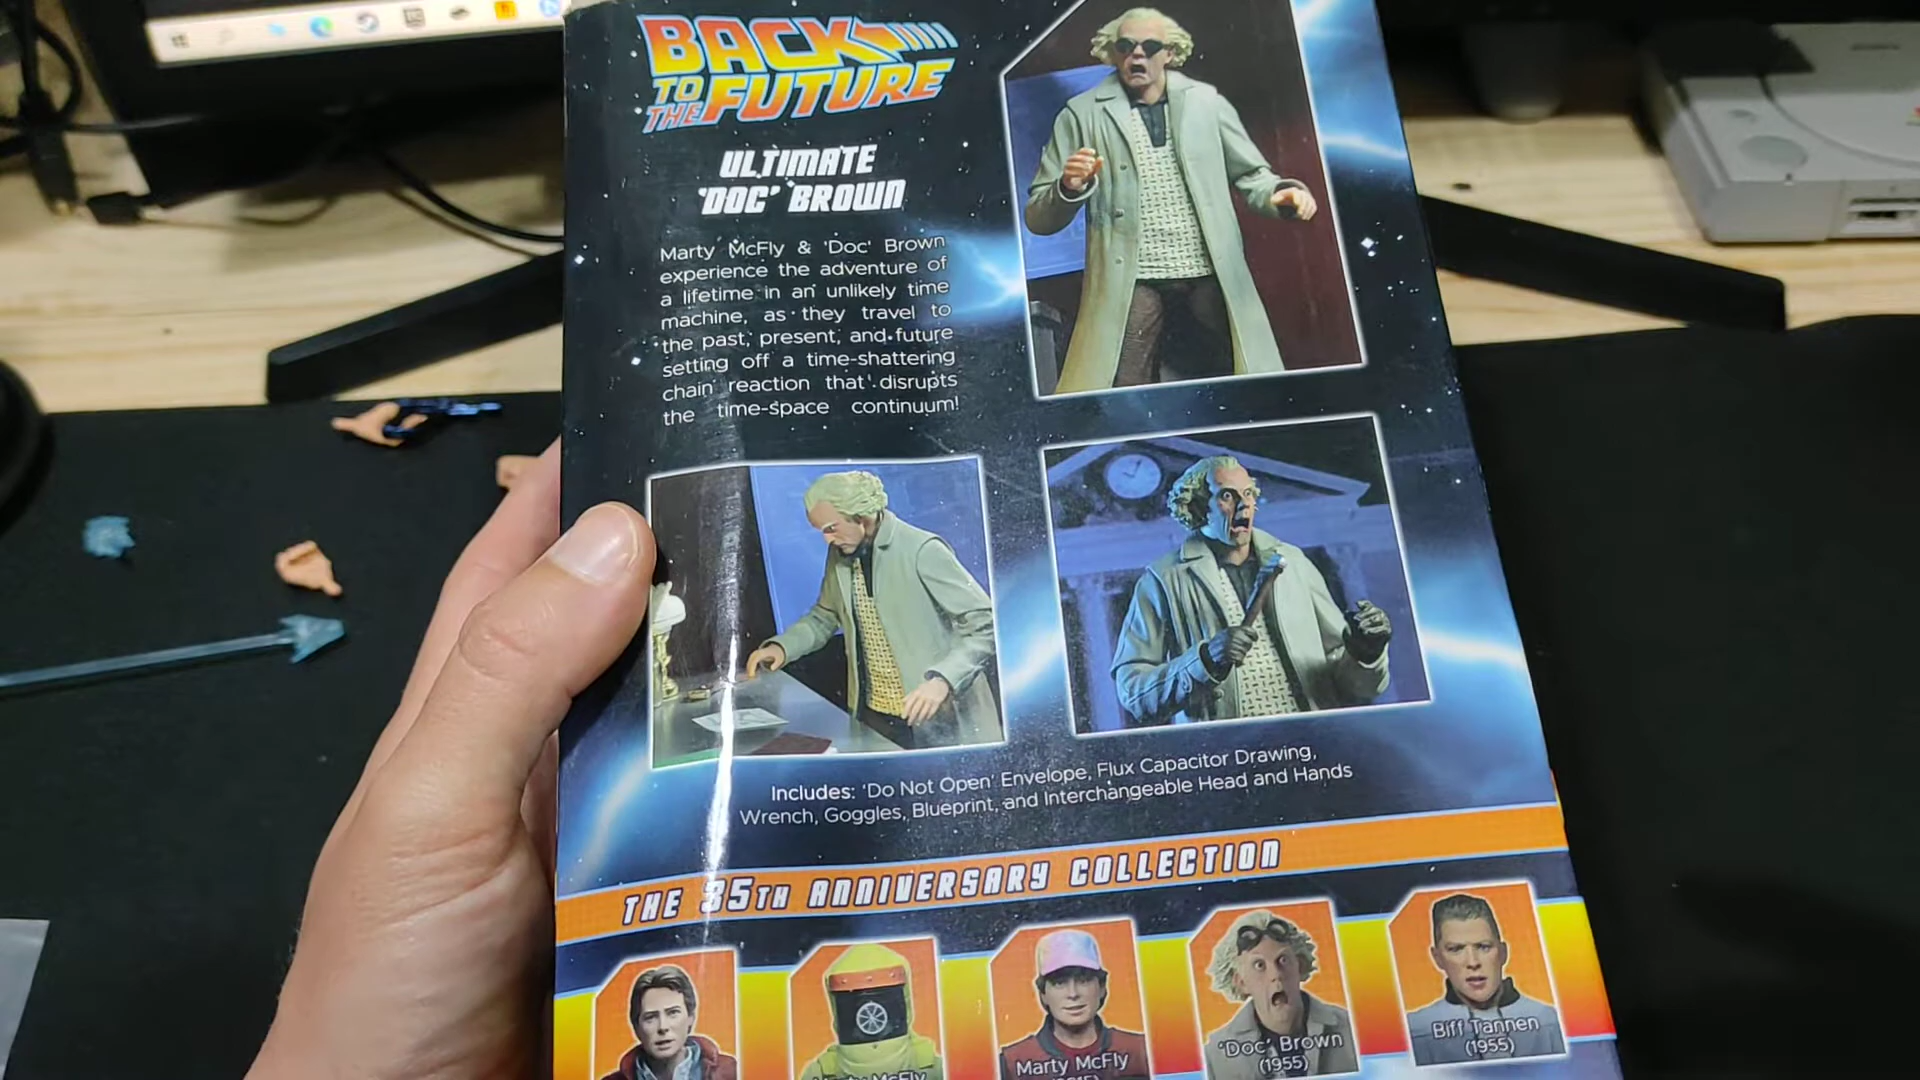 BACK
TO
THE FUTURE
ULTIMATE
'DOC' BROWN
Marty McFly & 'Doc' Brown
experience the adventure of
a lifetime in an unlikely time
machine, as they travel to
the past, present, and future
setting off a time-shattering
chain reaction that disrupts
the time-space continuum!
Includes: 'Do Not Open' Envelope, Flux Capacitor Drawing,
Wrench, Goggles, Blueprint, and Interchangeable Head and Hands
THE 35TH ANNIVERSARY COLLECTION
Marty McFly
Marty McFly
'Doc' Brown
(1955)
Biff Tannen
(1955)